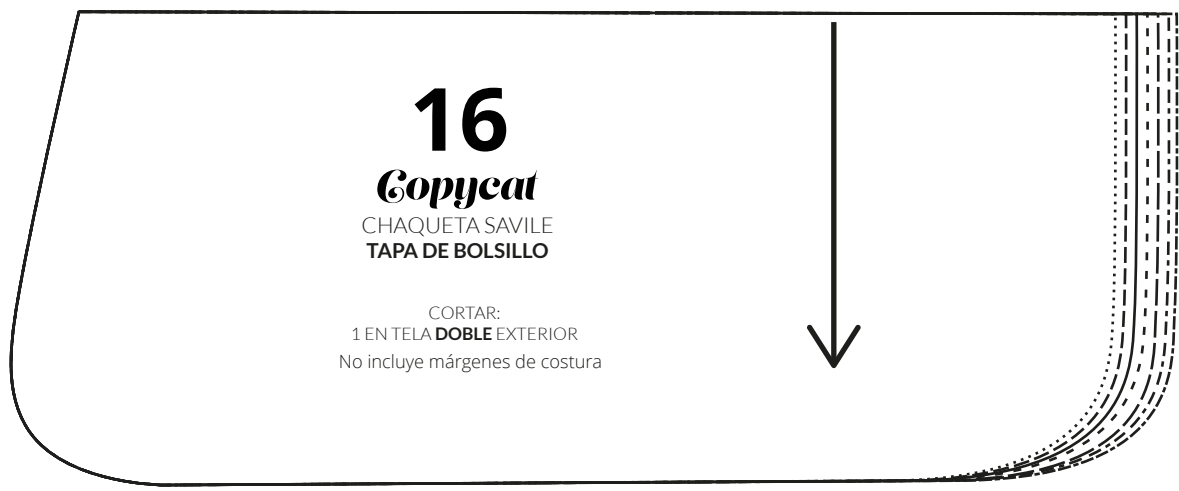 16
Copycat
CHAQUETA SAVILE
TAPA DE BOLSILLO
CORTAR:
1 EN TELA DOBLE EXTERIOR
No incluye márgenes de costura